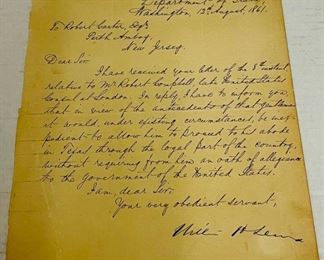 Department of State,
Washington, 12th August, 1861.
To Robert Carter, Esqr
Perth Amboy,
New Jersey.
Dear Sir:
I have received your letter of the 8th instant
relative to Mr Robert Campbell, late United States
Consul at London. In reply, I have to inform you,
that in view of the antecedents of that gentleman
it would under existing circumstances, be inex-
pedient to allow him to proceed to his abode
in Texas through the loyal part of the country,
without requiring from him an oath of allegiance
to the government of the United States.
I am, dear Sir,
Your very obedient servant,